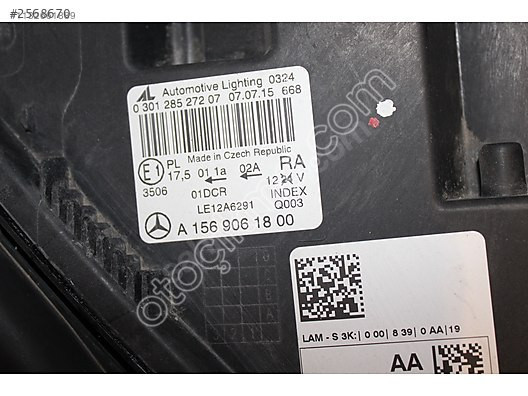 #2568670
AL Automotive Lighting 0324
0 301 285 272 07 07.07.15 668
E1 PL Made in Czech Republic RA
17,5 01 1a 02A 12 V
3506 01DCR INDEX
LE12A6291 Q003
A 156 906 18 00
LAM - S 3K:| 0 00| 8 39| 0 AA| 19
AA